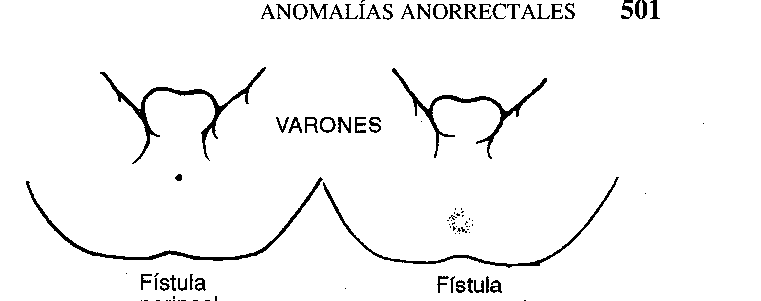 ANOMALÍAS ANORRECTALES 501
VARONES
Fístula
Fístula